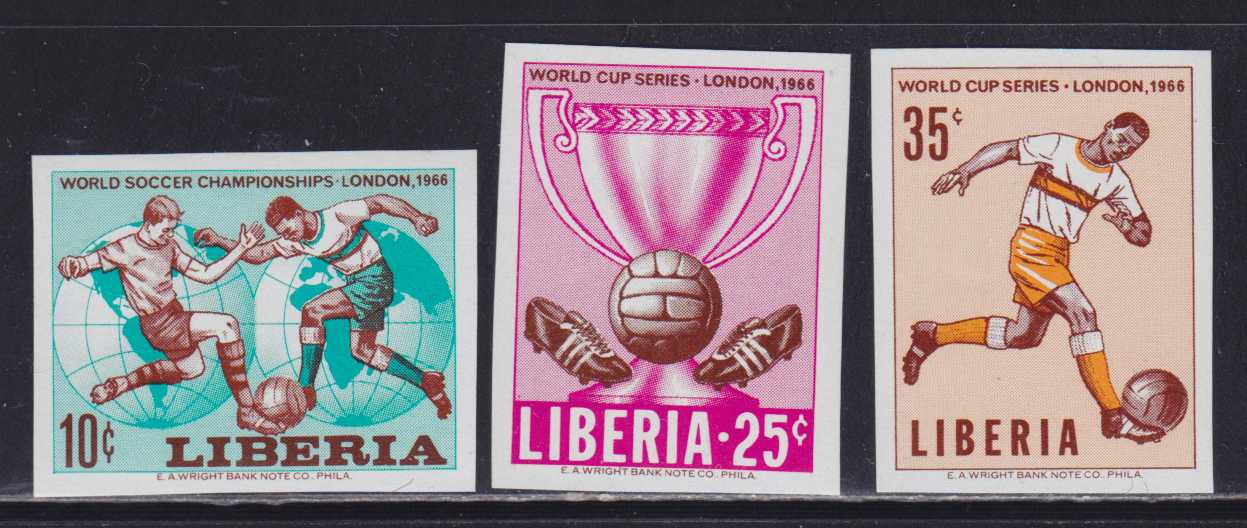 WORLD SOCCER CHAMPIONSHIPS · LONDON, 1966
10¢ LIBERIA
E. A. WRIGHT BANK NOTE CO., PHILA.
WORLD CUP SERIES · LONDON, 1966
LIBERIA · 25¢
E. A. WRIGHT BANK NOTE CO., PHILA.
WORLD CUP SERIES · LONDON, 1966
35¢
LIBERIA
E. A. WRIGHT BANK NOTE CO., PHILA.